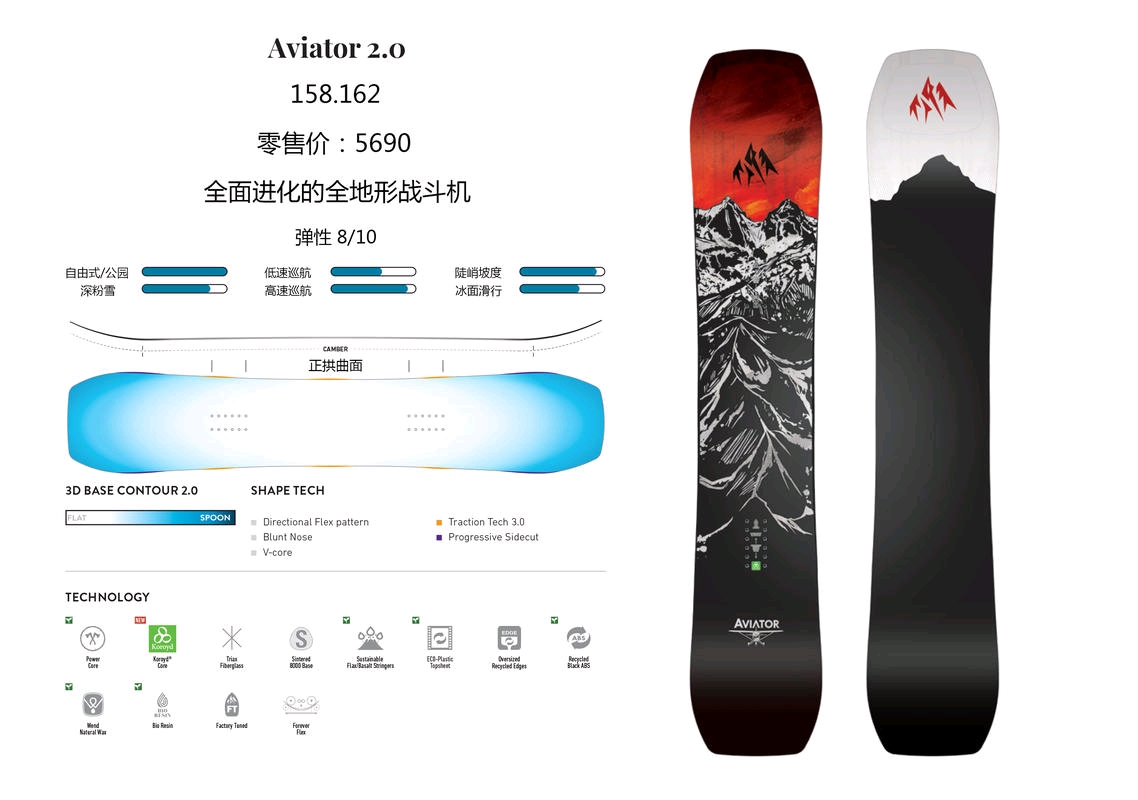 Aviator 2.0
158.162
零售价：5690
全面进化的全地形战斗机
弹性 8/10
自由式/公园
低速巡航
陡峭坡度
深粉雪
高速巡航
冰面滑行
CAMBER
正拱曲面
3D BASE CONTOUR 2.0
FLAT
SPOON
SHAPE TECH
Directional Flex pattern
Blunt Nose
V-core
Traction Tech 3.0
Progressive Sidecut
TECHNOLOGY
Power
Core
NEW
Koroyd
Koroyd®
Core
Triax
Fiberglass
S
Sintered
8000 Base
Sustainable
Flax/Basalt Stringers
ECO-Plastic
Topsheet
EDGE
Oversized
Recycled Edges
ABS
Recycled
Black ABS
Wend
Natural Wax
BIO
RESIN
Bio Resin
FT
Factory Tuned
Forever
Flex
AVIATOR